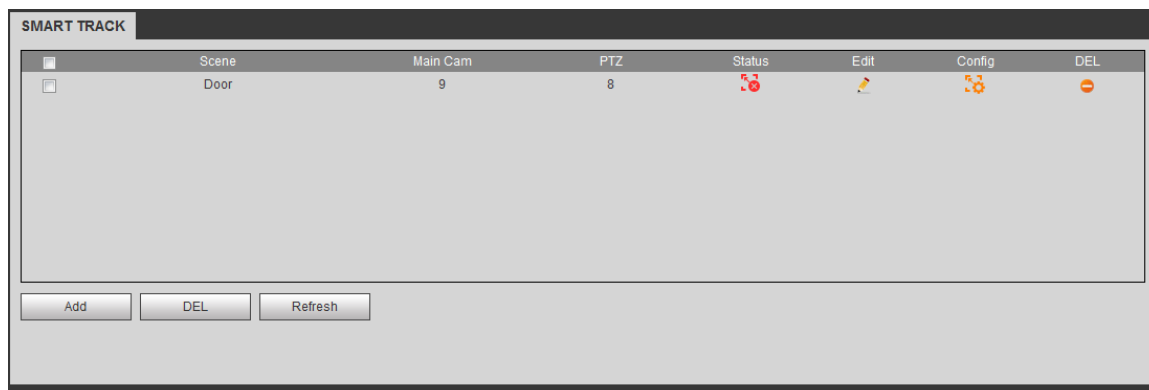 SMART TRACK
Scene Main Cam PTZ Status Edit Config DEL
Door 9 8
Add DEL Refresh